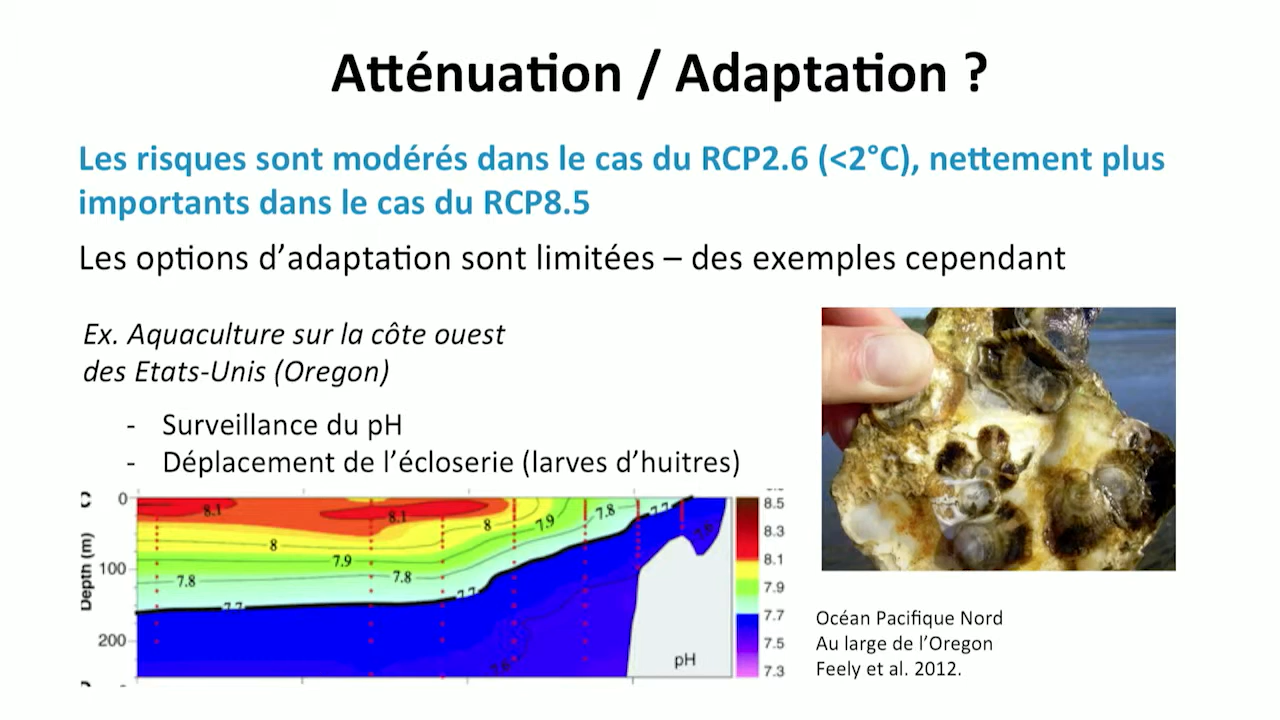 Atténuation / Adaptation ?
Les risques sont modérés dans le cas du RCP2.6 (<2°C), nettement plus
importants dans le cas du RCP8.5
Les options d’adaptation sont limitées – des exemples cependant
Ex. Aquaculture sur la côte ouest
des Etats-Unis (Oregon)
- Surveillance du pH
- Déplacement de l’écloserie (larves d’huitres)
0
100
200
Depth (m)
8.1
8.1
8
8
7.9
7.9
7.8
7.8
7.8
7.7
7.7
7.7
pH
8.5
8.3
8.1
7.9
7.7
7.5
7.3
Océan Pacifique Nord
Au large de l’Oregon
Feely et al. 2012.